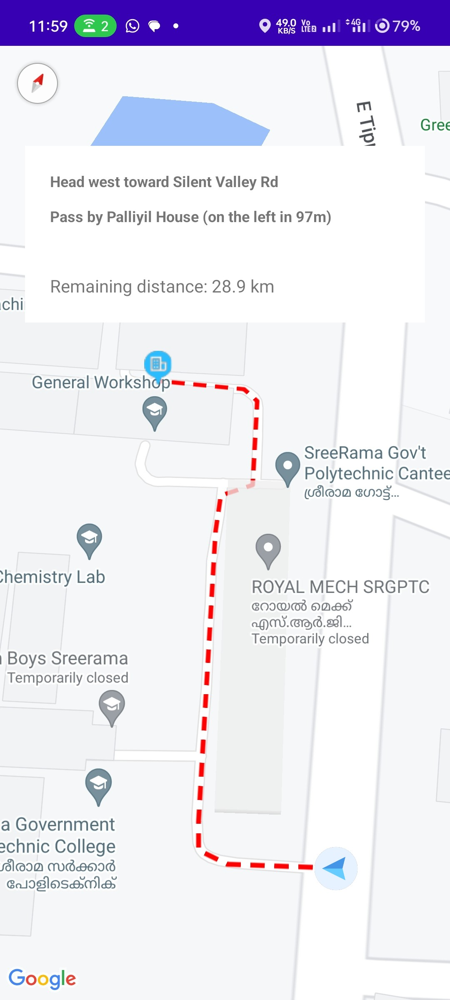 11:59
2
49.0
KB/S
Vo
LTE2
4G
79%
E Tip
Gree
Head west toward Silent Valley Rd
Pass by Palliyil House (on the left in 97m)
Remaining distance: 28.9 km
achi
General Workshop
SreeRama Gov't
Polytechnic Cantee
ശ്രീരാമ ഗോട്ട്...
Chemistry Lab
ROYAL MECH SRGPTC
റോയൽ മെക്ക്
എസ്.ആർ.ജി...
Temporarily closed
Boys Sreerama
Temporarily closed
a Government
echnic College
ശ്രീരാമ സർക്കാർ
പോളിടെക്നിക്
Google